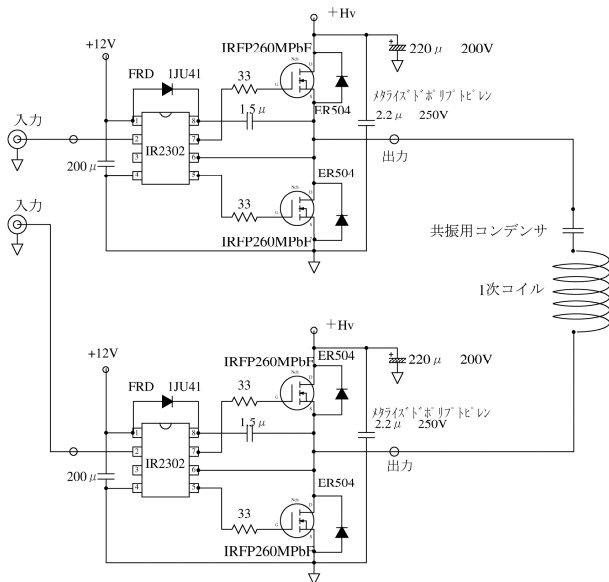 ＋Hv
IRFP260MPbF
220μ 200V
+12V
FRD 1JU41
33
ﾒﾀﾗｲｽﾞﾄﾞﾎﾟﾘﾌﾟﾄﾋﾟﾚﾝ
2.2μ 250V
1.5μ
ER504
入力
出力
IR2302
1
2
3
4
8
7
6
5
200μ
ER504
33
IRFP260MPbF
入力
共振用コンデンサ
1次コイル
＋Hv
IRFP260MPbF
ER504
220μ 200V
+12V
FRD 1JU41
33
ﾒﾀﾗｲｽﾞﾄﾞﾎﾟﾘﾌﾟﾄﾋﾟﾚﾝ
2.2μ 250V
1.5μ
IR2302
1
2
3
4
8
7
6
5
出力
200μ
ER504
33
IRFP260MPbF